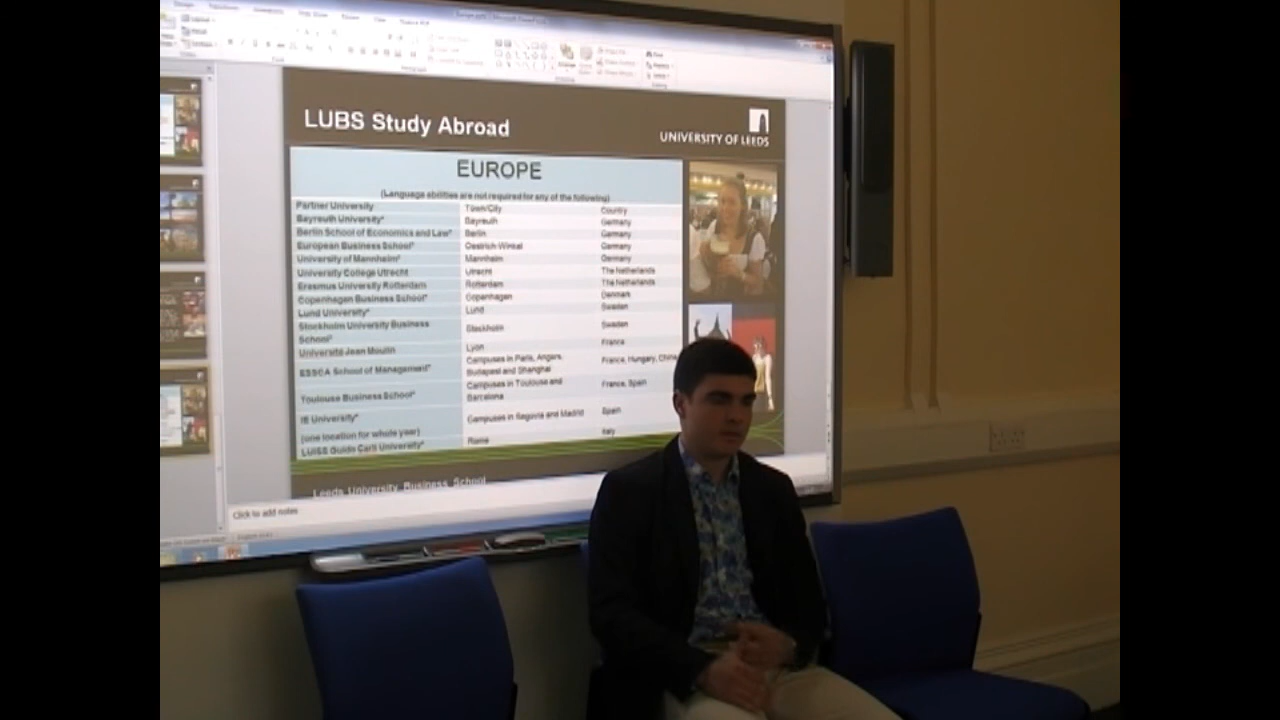 LUBS Study Abroad
UNIVERSITY OF LEEDS
EUROPE
(Language abilities are not required for any of the following)
Partner University Town/City Country
Bayreuth University* Bayreuth Germany
Berlin School of Economics and Law* Berlin Germany
European Business School* Oestrich-Winkel Germany
University of Mannheim* Mannheim Germany
University College Utrecht Utrecht The Netherlands
Erasmus University Rotterdam Rotterdam The Netherlands
Copenhagen Business School* Copenhagen Denmark
Lund University* Lund Sweden
Stockholm University Business School* Stockholm Sweden
Université Jean Moulin Lyon France
ESSCA School of Management* Campuses in Paris, Angers, Budapest and Shanghai France, Hungary, China
Toulouse Business School* Campuses in Toulouse and Barcelona France, Spain
IE University* (one location for whole year) Campuses in Segovia and Madrid Spain
LUISS Guido Carli University* Rome Italy
Leeds University Business School
Click to add notes